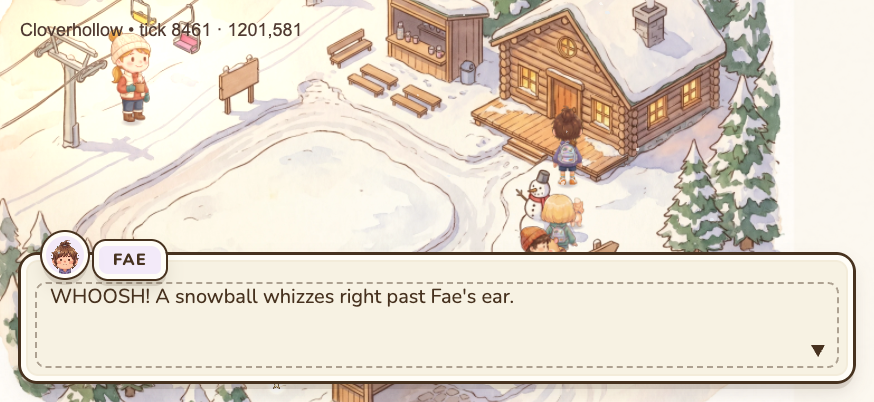 Cloverhollow • tick 8461 · 1201,581
FAE
WHOOSH! A snowball whizzes right past Fae's ear.